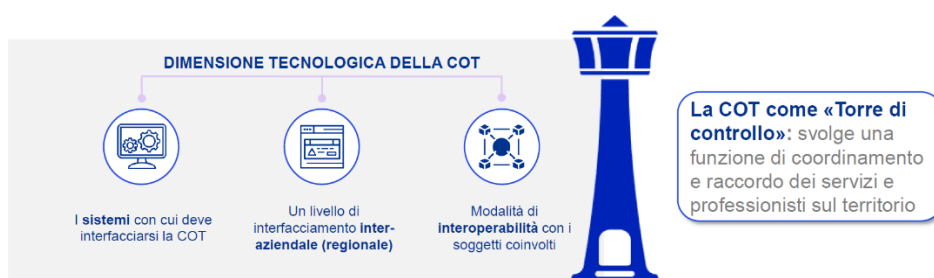 DIMENSIONE TECNOLOGICA DELLA COT
I sistemi con cui deve
interfacciarsi la COT
Un livello di
interfacciamento inter-
aziendale (regionale)
Modalità di
interoperabilità con i
soggetti coinvolti
La COT come «Torre di
controllo»: svolge una
funzione di coordinamento
e raccordo dei servizi e
professionisti sul territorio